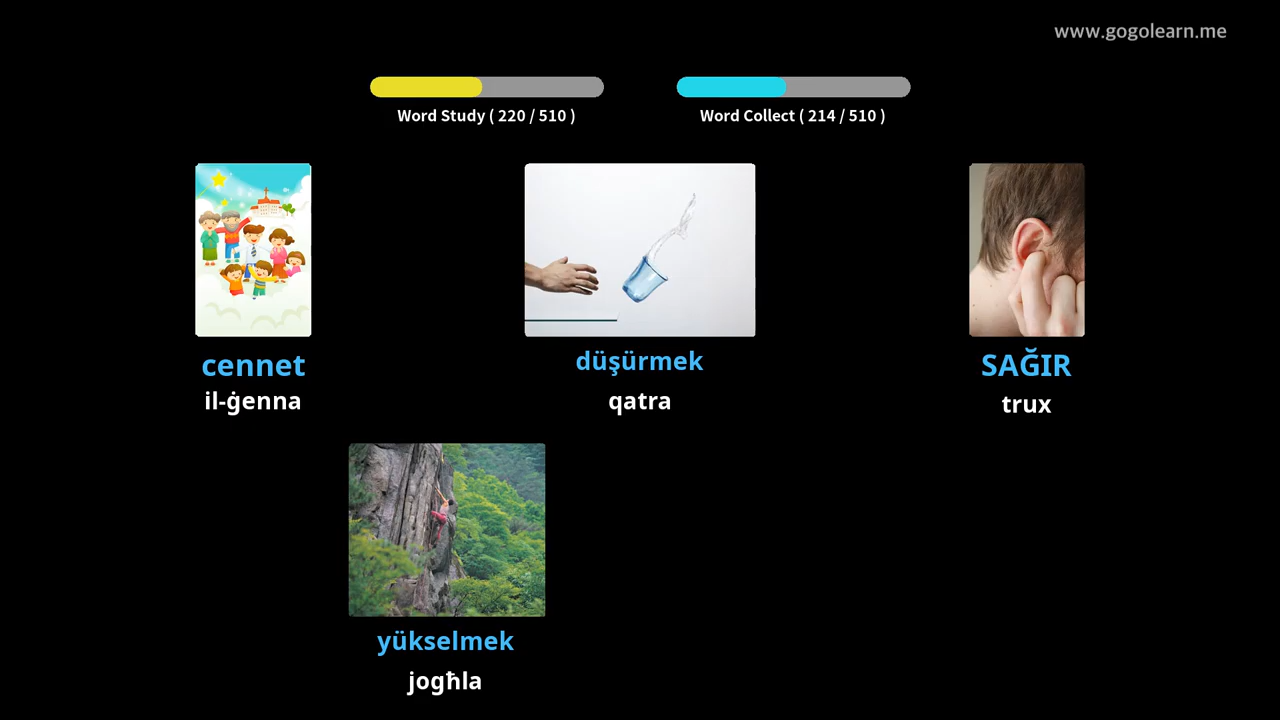 www.gogolearn.me
Word Study ( 220 / 510 )
Word Collect ( 214 / 510 )
cennet
il-ġenna
düşürmek
qatra
SAĞIR
trux
yükselmek
jogħla